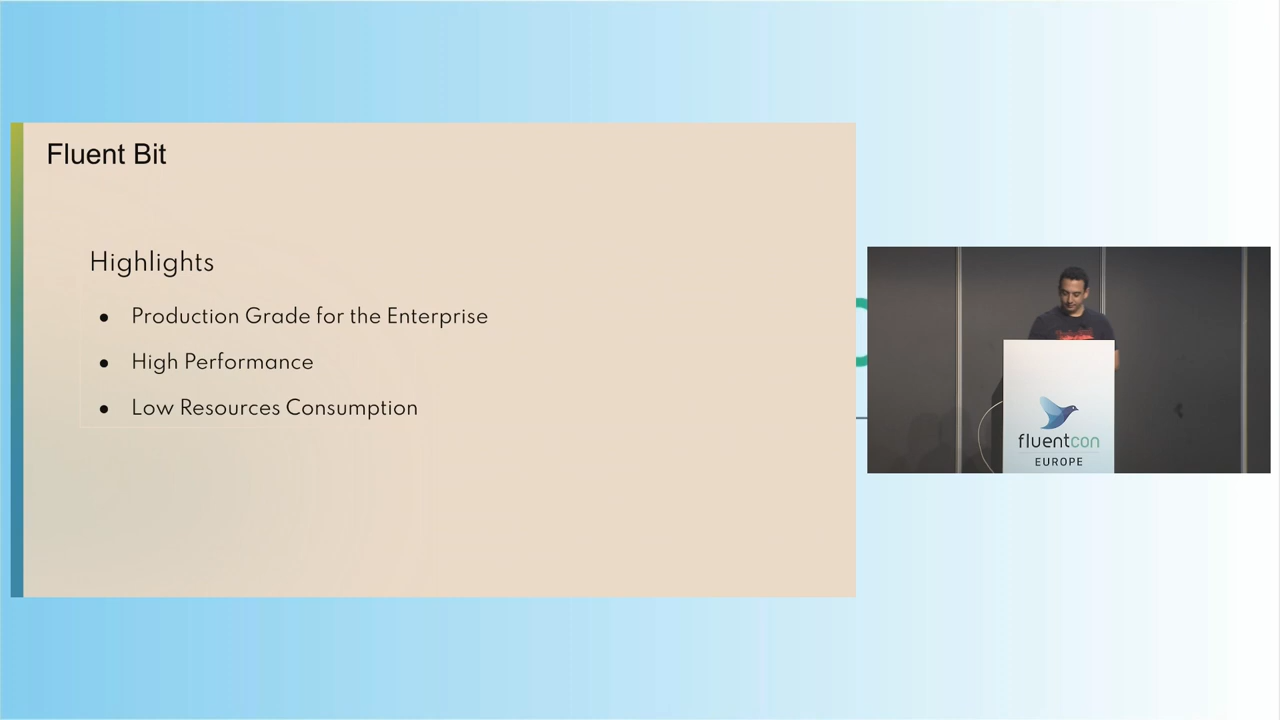 Fluent Bit
Highlights
● Production Grade for the Enterprise
● High Performance
● Low Resources Consumption
fluentcon
EUROPE